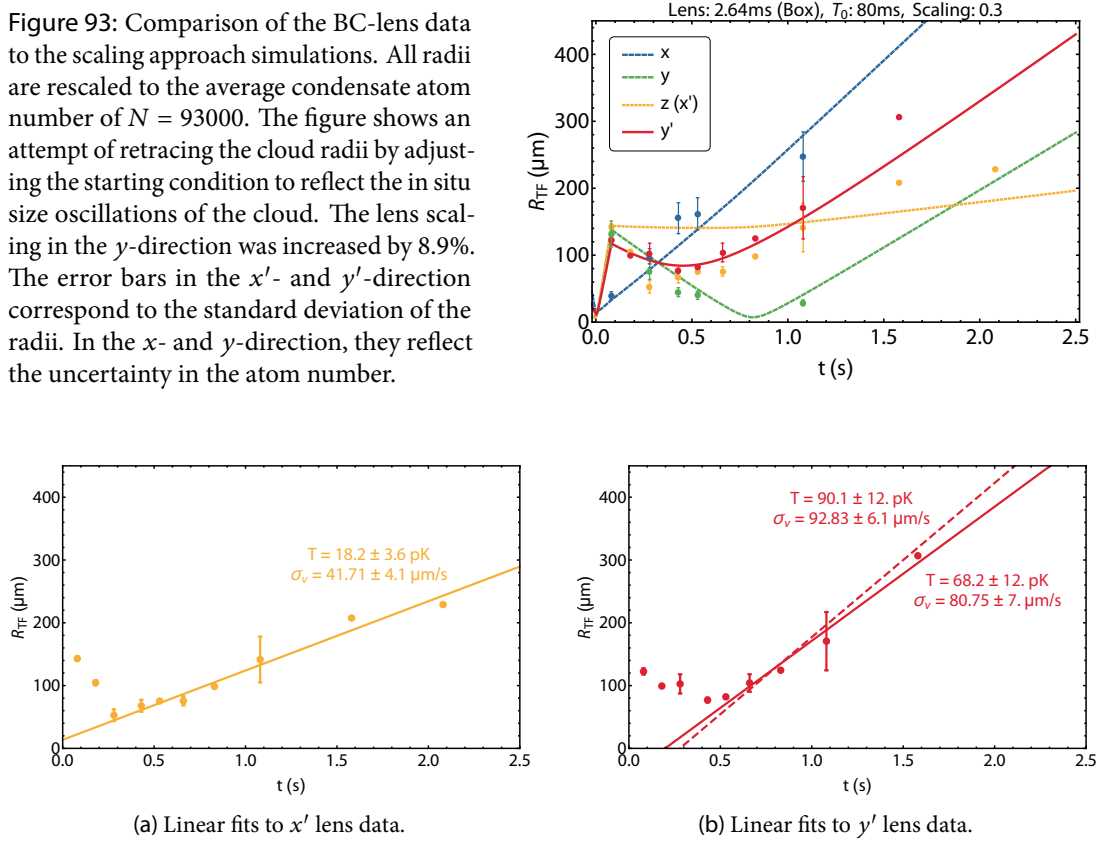 Figure 93: Comparison of the BC-lens data
to the scaling approach simulations. All radii
are rescaled to the average condensate atom
number of N = 93000. The figure shows an
attempt of retracing the cloud radii by adjust-
ing the starting condition to reflect the in situ
size oscillations of the cloud. The lens scal-
ing in the y-direction was increased by 8.9%.
The error bars in the x′- and y′-direction
correspond to the standard deviation of the
radii. In the x- and y-direction, they reflect
the uncertainty in the atom number.
Lens: 2.64ms (Box), T₀: 80ms, Scaling: 0.3
x
y
z (x')
y'
R_TF (μm)
400
300
200
100
0
0.0 0.5 1.0 1.5 2.0 2.5
t (s)
R_TF (μm)
400
300
200
100
0
T = 18.2 ± 3.6 pK
σ_v = 41.71 ± 4.1 μm/s
0.0 0.5 1.0 1.5 2.0 2.5
t (s)
(a) Linear fits to x′ lens data.
R_TF (μm)
400
300
200
100
0
T = 90.1 ± 12. pK
σ_v = 92.83 ± 6.1 μm/s
T = 68.2 ± 12. pK
σ_v = 80.75 ± 7. μm/s
0.0 0.5 1.0 1.5 2.0 2.5
t (s)
(b) Linear fits to y′ lens data.